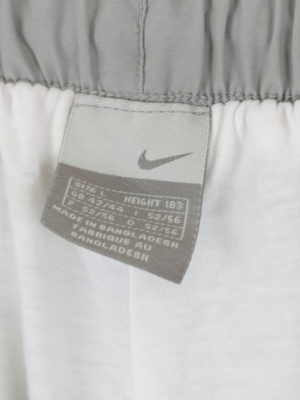 SIZE L HEIGHT 183
GB 42/44 I 52/56
F 52/56 D 52/56
MADE IN BANGLADESH
FABRIQUE AU
BANGLADESH